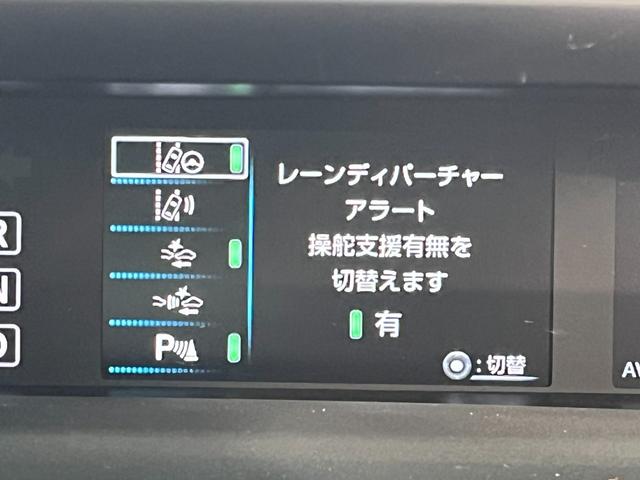 レーンディパーチャー
アラート
操舵支援有無を
切替えます
有
:切替
P
R
N
D
AV